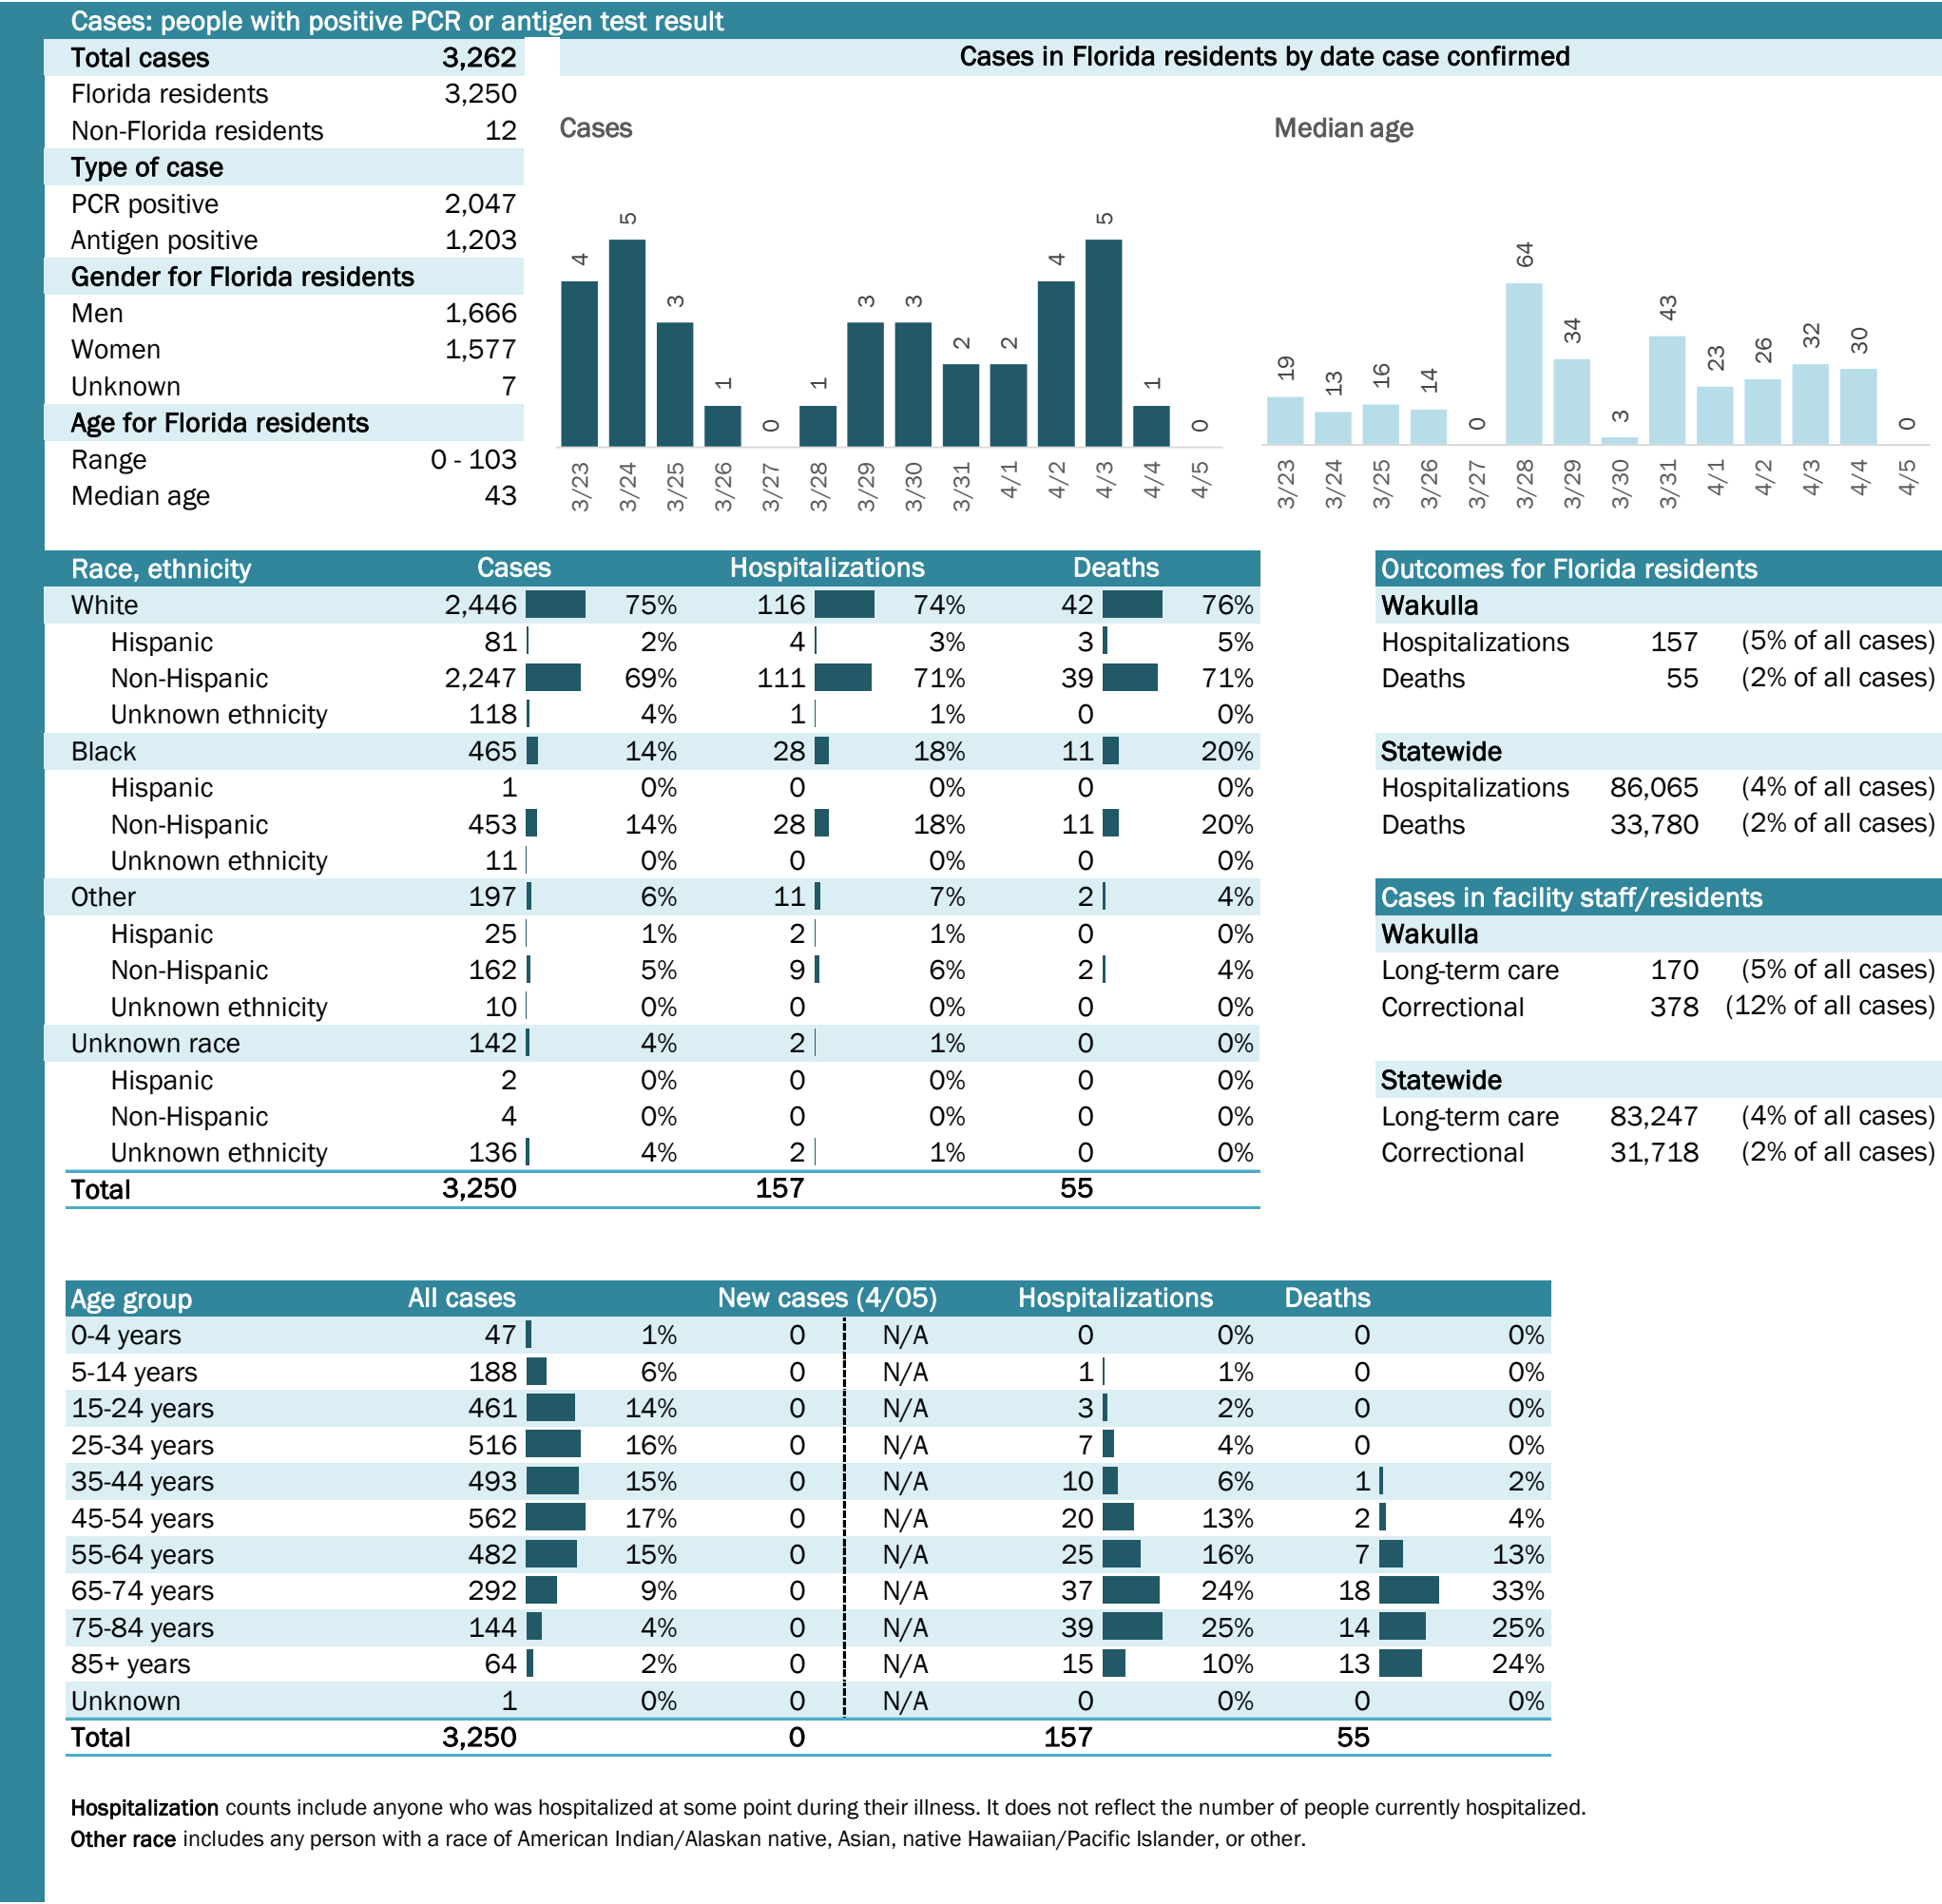 Cases: people with positive PCR or antigen test result
Total cases 3,262
Florida residents 3,250
Non-Florida residents 12
Type of case
PCR positive 2,047
Antigen positive 1,203
Gender for Florida residents
Men 1,666
Women 1,577
Unknown 7
Age for Florida residents
Range 0 - 103
Median age 43
Cases in Florida residents by date case confirmed
Cases
4 5 3 1 0 1 3 3 2 2 4 5 1 0
3/23 3/24 3/25 3/26 3/27 3/28 3/29 3/30 3/31 4/1 4/2 4/3 4/4 4/5
Median age
19 13 16 14 0 64 34 3 43 23 26 32 30 0
3/23 3/24 3/25 3/26 3/27 3/28 3/29 3/30 3/31 4/1 4/2 4/3 4/4 4/5
Race, ethnicity Cases Hospitalizations Deaths
White 2,446 75% 116 74% 42 76%
Hispanic 81 2% 4 3% 3 5%
Non-Hispanic 2,247 69% 111 71% 39 71%
Unknown ethnicity 118 4% 1 1% 0 0%
Black 465 14% 28 18% 11 20%
Hispanic 1 0% 0 0% 0 0%
Non-Hispanic 453 14% 28 18% 11 20%
Unknown ethnicity 11 0% 0 0% 0 0%
Other 197 6% 11 7% 2 4%
Hispanic 25 1% 2 1% 0 0%
Non-Hispanic 162 5% 9 6% 2 4%
Unknown ethnicity 10 0% 0 0% 0 0%
Unknown race 142 4% 2 1% 0 0%
Hispanic 2 0% 0 0% 0 0%
Non-Hispanic 4 0% 0 0% 0 0%
Unknown ethnicity 136 4% 2 1% 0 0%
Total 3,250 157 55
Outcomes for Florida residents
Wakulla
Hospitalizations 157 (5% of all cases)
Deaths 55 (2% of all cases)
Statewide
Hospitalizations 86,065 (4% of all cases)
Deaths 33,780 (2% of all cases)
Cases in facility staff/residents
Wakulla
Long-term care 170 (5% of all cases)
Correctional 378 (12% of all cases)
Statewide
Long-term care 83,247 (4% of all cases)
Correctional 31,718 (2% of all cases)
Age group All cases New cases (4/05) Hospitalizations Deaths
0-4 years 47 1% 0 N/A 0 0% 0 0%
5-14 years 188 6% 0 N/A 1 1% 0 0%
15-24 years 461 14% 0 N/A 3 2% 0 0%
25-34 years 516 16% 0 N/A 7 4% 0 0%
35-44 years 493 15% 0 N/A 10 6% 1 2%
45-54 years 562 17% 0 N/A 20 13% 2 4%
55-64 years 482 15% 0 N/A 25 16% 7 13%
65-74 years 292 9% 0 N/A 37 24% 18 33%
75-84 years 144 4% 0 N/A 39 25% 14 25%
85+ years 64 2% 0 N/A 15 10% 13 24%
Unknown 1 0% 0 N/A 0 0% 0 0%
Total 3,250 0 157 55
Hospitalization counts include anyone who was hospitalized at some point during their illness. It does not reflect the number of people currently hospitalized.
Other race includes any person with a race of American Indian/Alaskan native, Asian, native Hawaiian/Pacific Islander, or other.